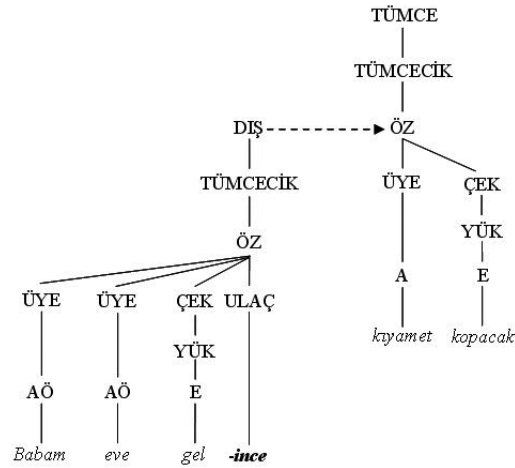 TÜMCE
TÜMCECİK
DIŞ ÖZ
TÜMCECİK ÜYE ÇEK
ÖZ YÜK
ÜYE ÜYE ÇEK ULAÇ A E
YÜK kıyamet kopacak
AÖ AÖ E
Babam eve gel -ince